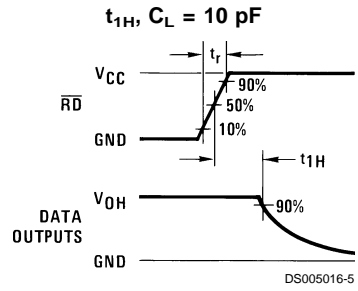 t1H, CL = 10 pF
tr
VCC
90%
RD
50%
10%
GND
t1H
VOH
90%
DATA
OUTPUTS
GND
DS005016-5